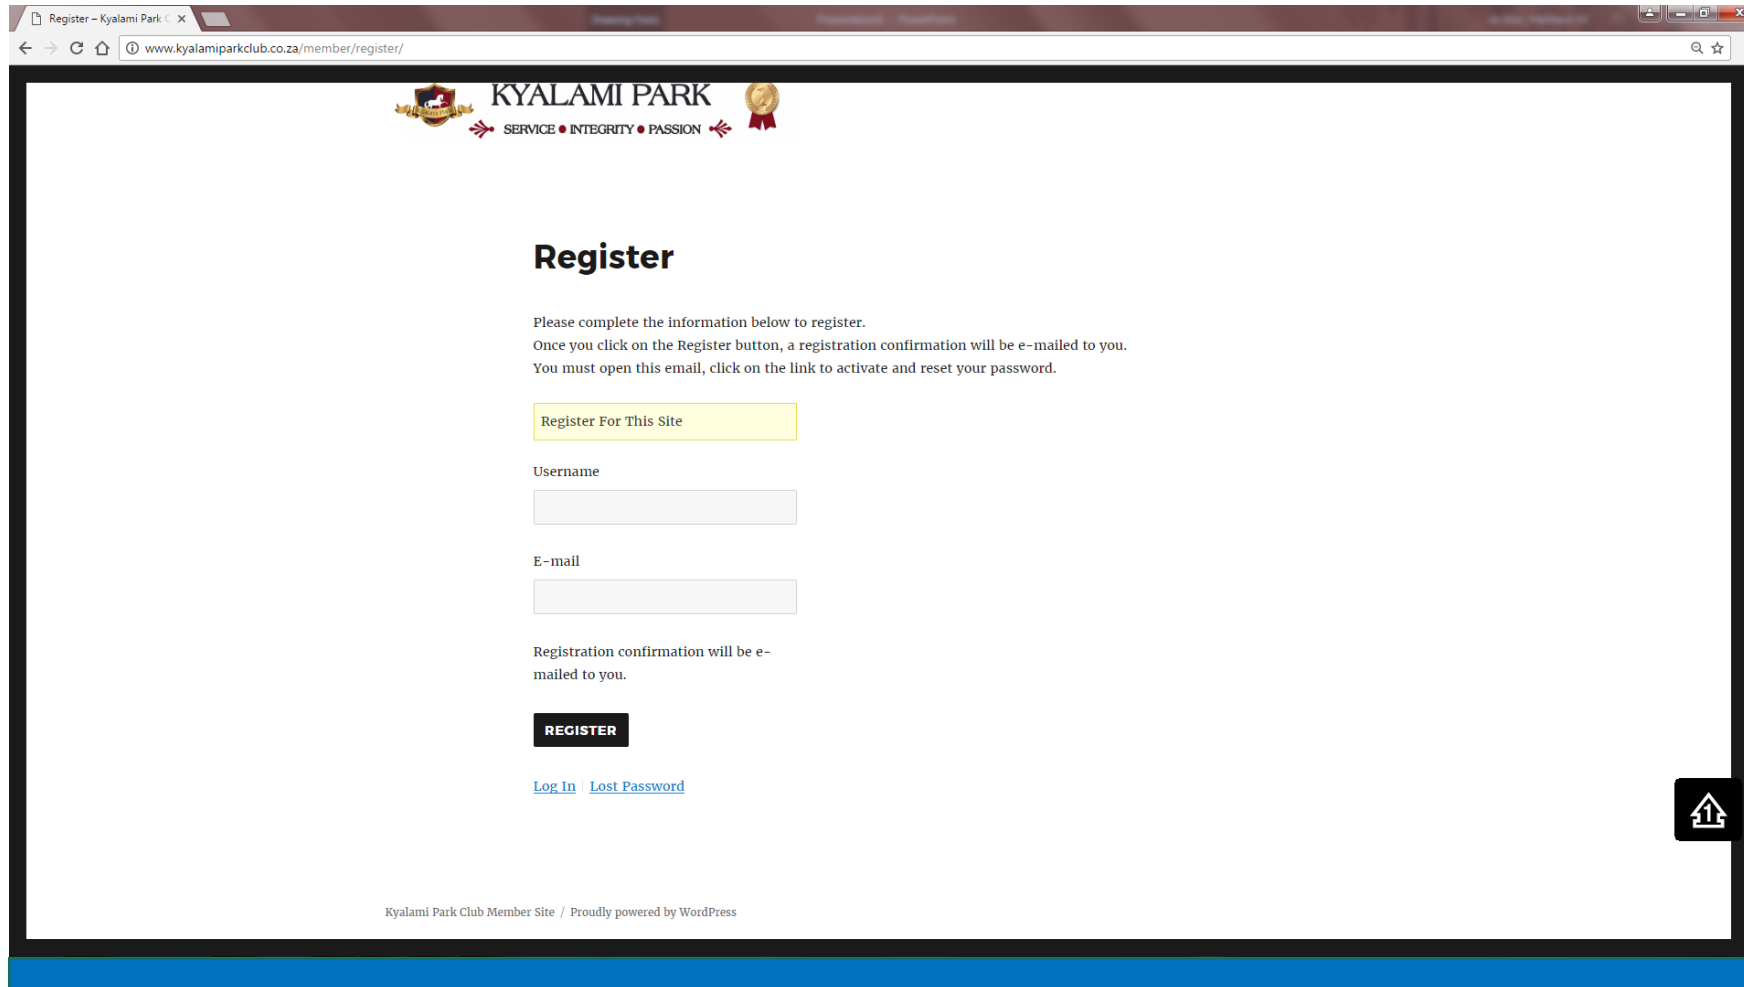 Register – Kyalami Park C
www.kyalamiparkclub.co.za/member/register/
KYALAMI PARK
SERVICE ● INTEGRITY ● PASSION
Register
Please complete the information below to register.
Once you click on the Register button, a registration confirmation will be e-mailed to you.
You must open this email, click on the link to activate and reset your password.
Register For This Site
Username
E-mail
Registration confirmation will be e-
mailed to you.
REGISTER
Log In | Lost Password
1
Kyalami Park Club Member Site / Proudly powered by WordPress